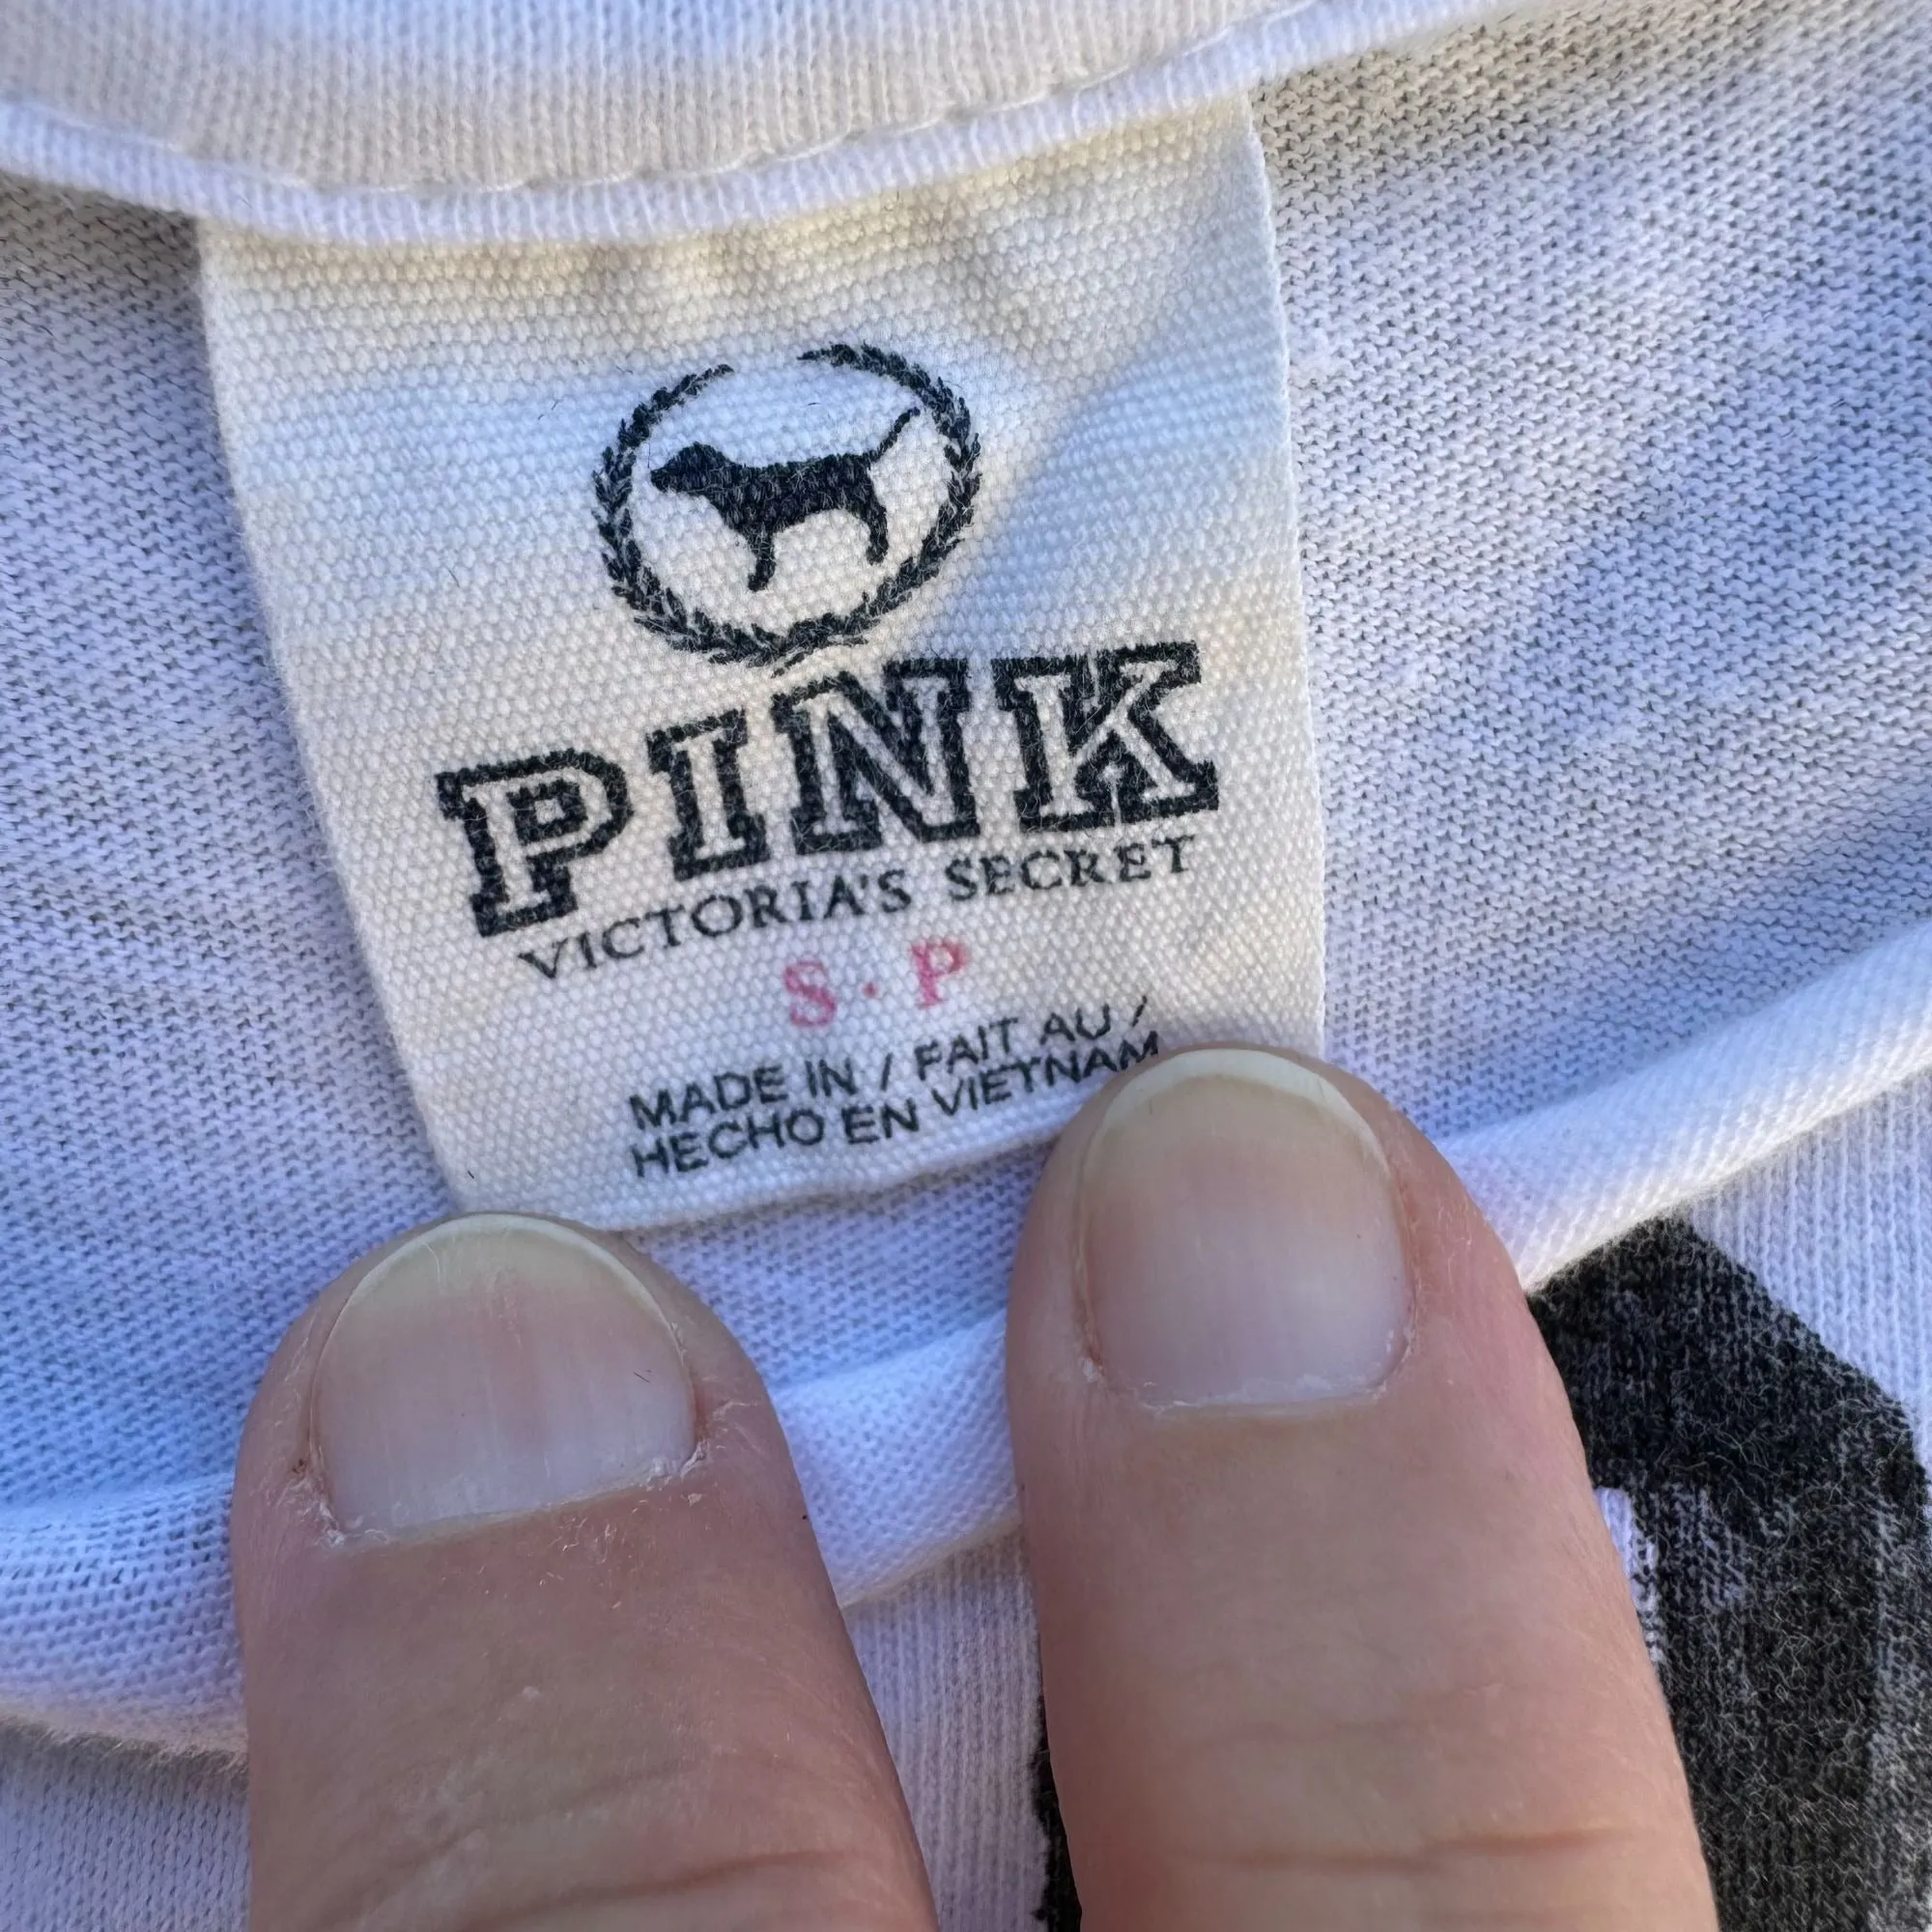 PINK
VICTORIA'S SECRET
S · P
MADE IN / FAIT AU /
HECHO EN VIETNAM